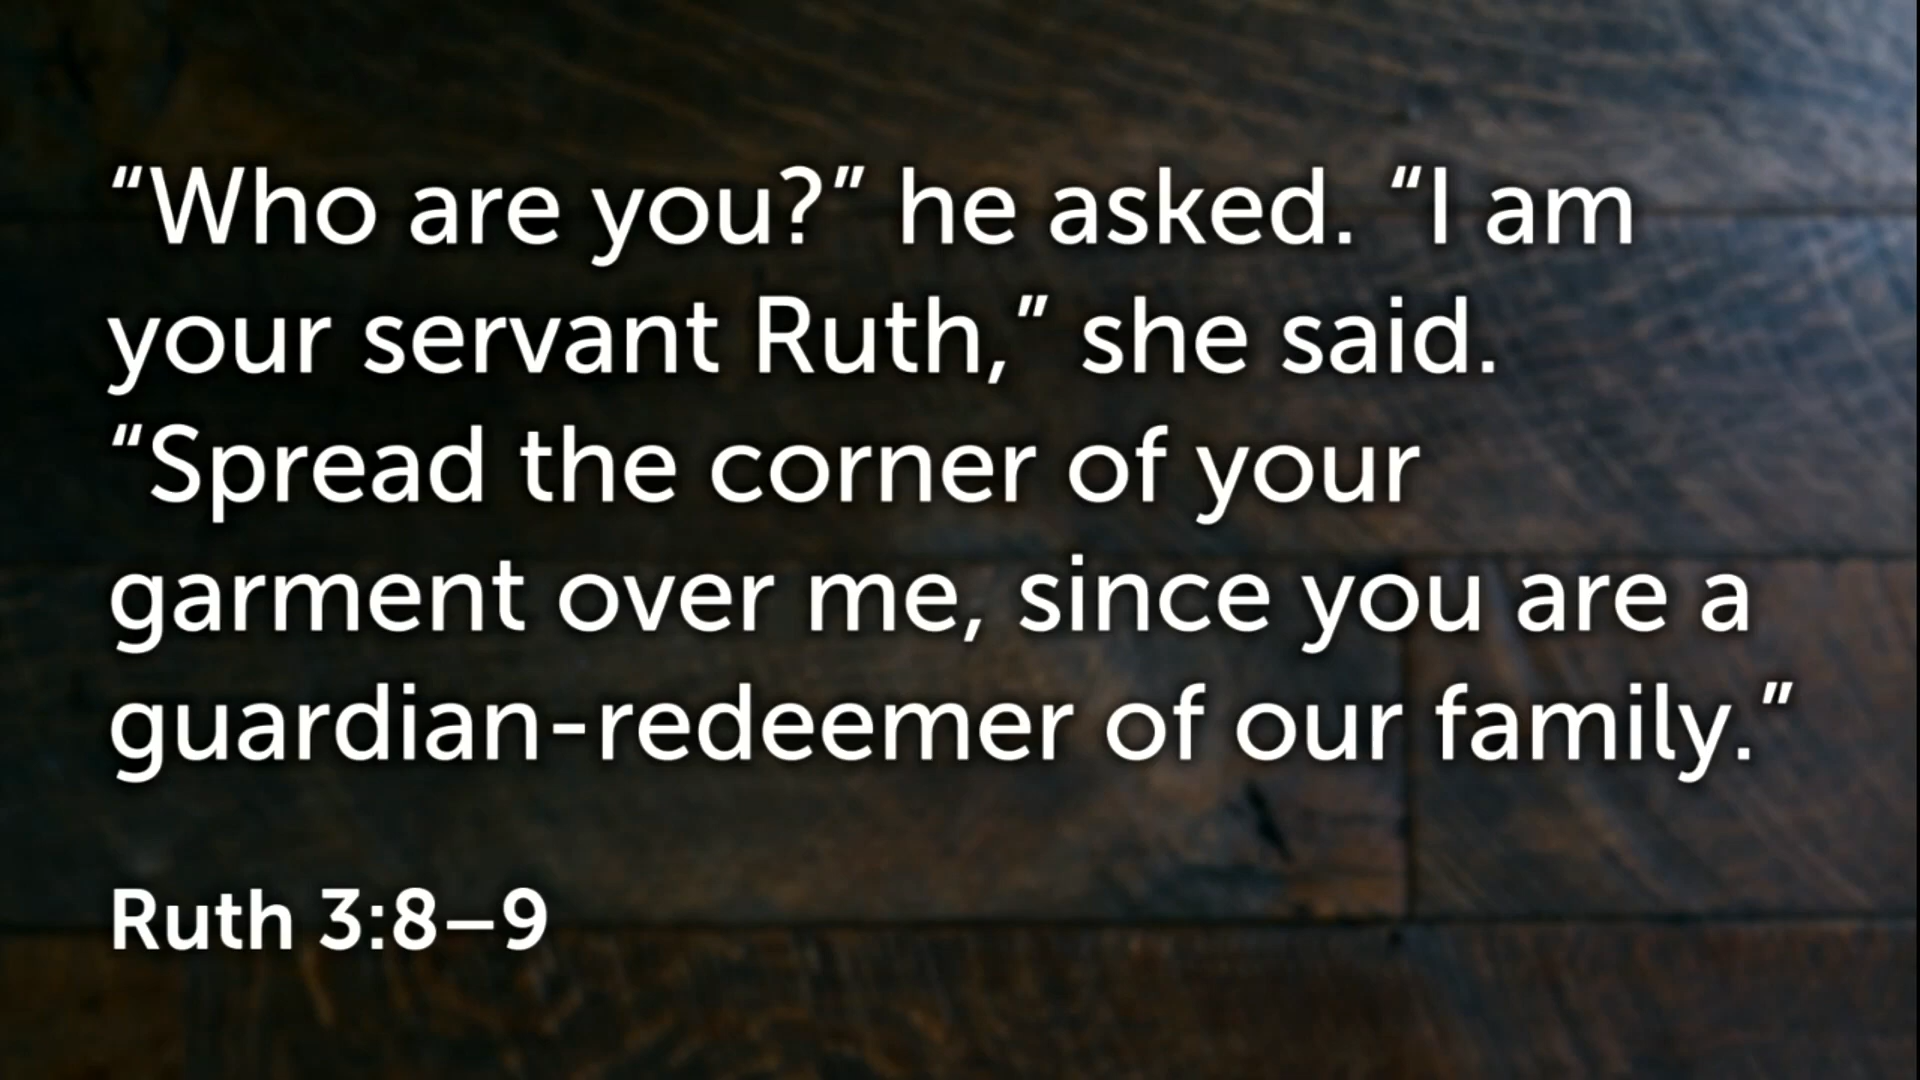 “Who are you?” he asked. “I am
your servant Ruth,” she said.
“Spread the corner of your
garment over me, since you are a
guardian-redeemer of our family.”
Ruth 3:8–9